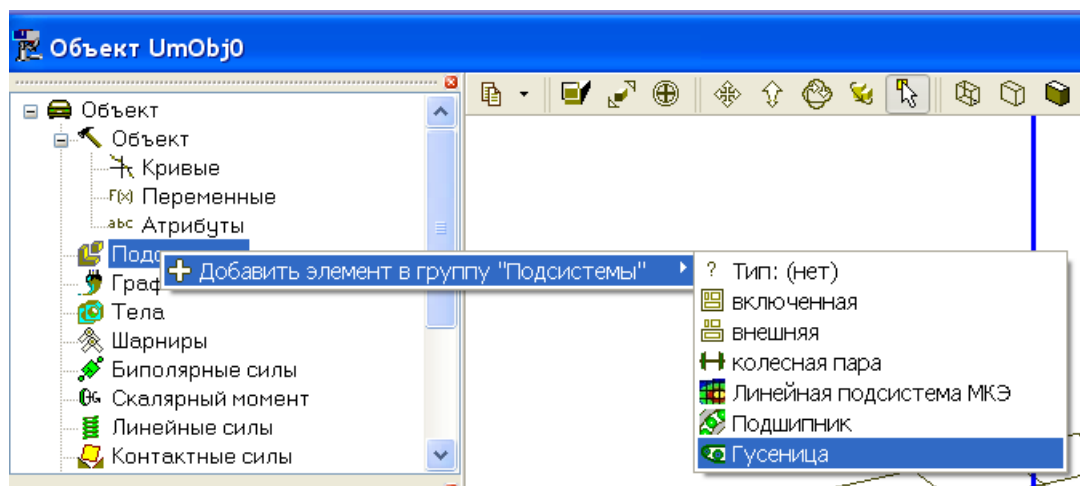 Объект UmObj0
Объект
Объект
Кривые
F(x) Переменные
abc Атрибуты
Подс
Добавить элемент в группу "Подсистемы"
Граф
Тела
Шарниры
Биполярные силы
Скалярный момент
Линейные силы
Контактные силы
? Тип: (нет)
включенная
внешняя
колесная пара
Линейная подсистема МКЭ
Подшипник
Гусеница